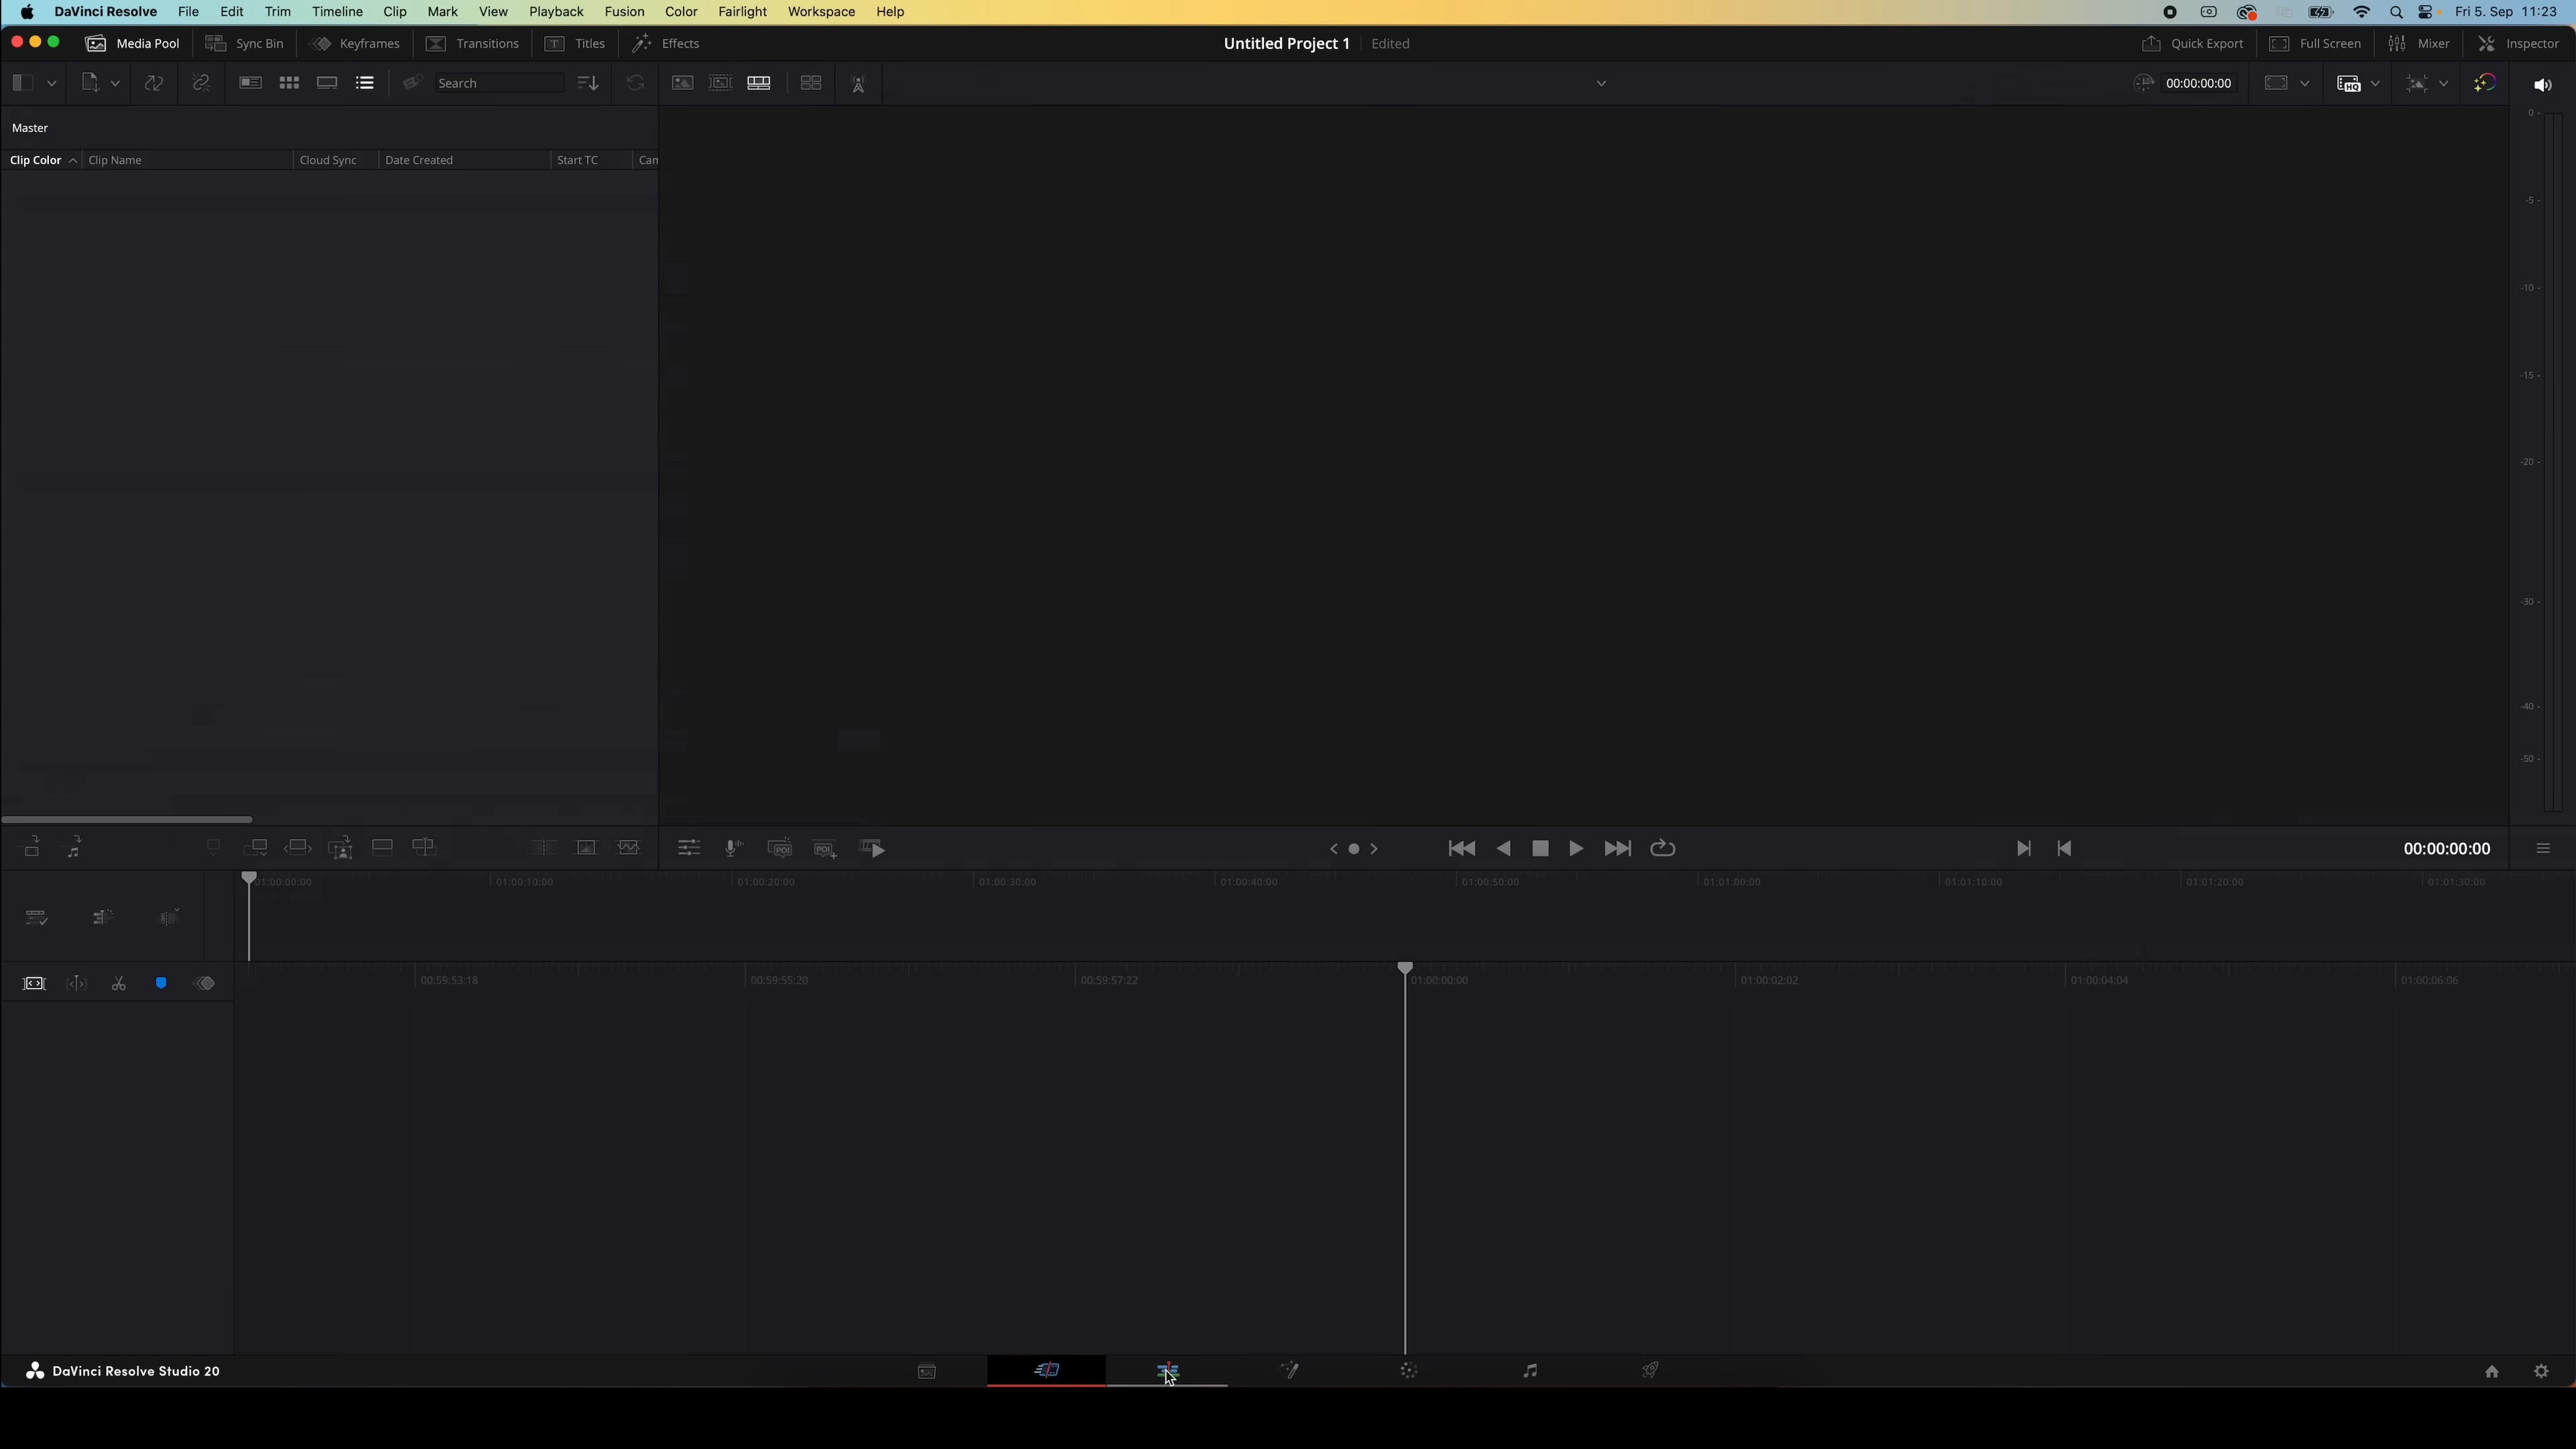 DaVinci Resolve File Edit Trim Timeline Clip Mark View Playback Fusion Color Fairlight Workspace Help Fri 5. Sep 11:23
Media Pool Sync Bin Keyframes Transitions Titles Effects Untitled Project 1 Edited Quick Export Full Screen Mixer Inspector
Search 00:00:00:00 HQ
Master
Clip Color Clip Name Cloud Sync Date Created Start TC Cam
0 -
-5 -
-10 -
-15 -
-20 -
-30 -
-40 -
-50 -
POI POI 00:00:00:00
01:00:00:00 01:00:10:00 01:00:20:00 01:00:30:00 01:00:40:00 01:00:50:00 01:01:00:00 01:01:10:00 01:01:20:00 01:01:30:00
00:59:53:18 00:59:55:20 00:59:57:22 01:00:00:00 01:00:02:02 01:00:04:04 01:00:06:06
DaVinci Resolve Studio 20